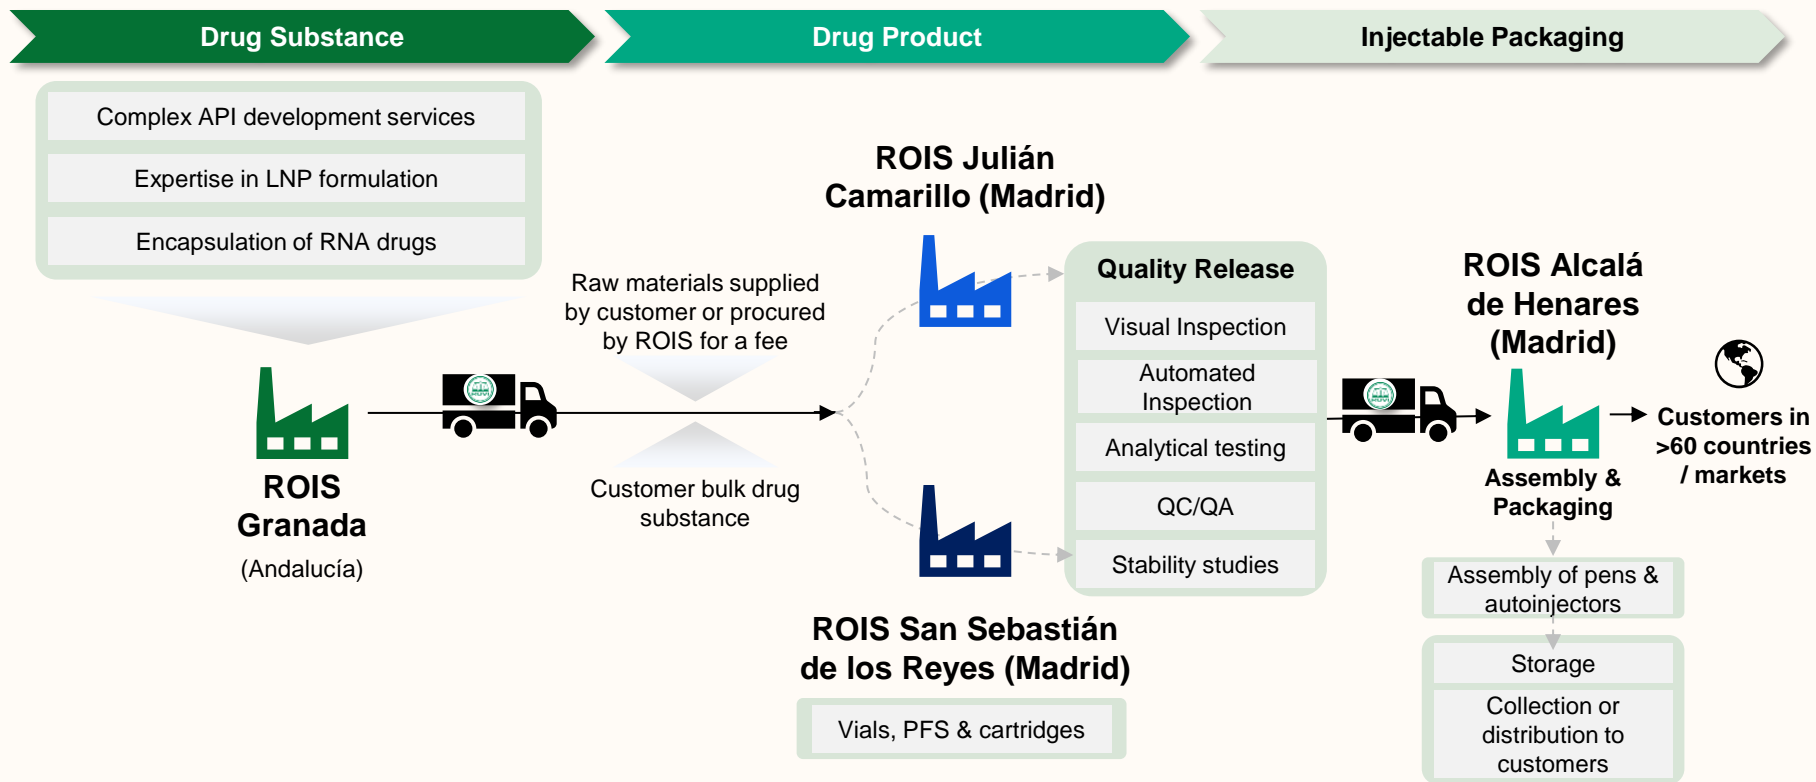 Drug Substance
Drug Product
Injectable Packaging
Complex API development services
Expertise in LNP formulation
Encapsulation of RNA drugs
ROIS
Granada
(Andalucía)
Raw materials supplied
by customer or procured
by ROIS for a fee
Customer bulk drug
substance
ROIS Julián
Camarillo (Madrid)
ROIS San Sebastián
de los Reyes (Madrid)
Vials, PFS & cartridges
Quality Release
Visual Inspection
Automated
Inspection
Analytical testing
QC/QA
Stability studies
ROIS Alcalá
de Henares
(Madrid)
Assembly &
Packaging
Customers in
>60 countries
/ markets
Assembly of pens &
autoinjectors
Storage
Collection or
distribution to
customers